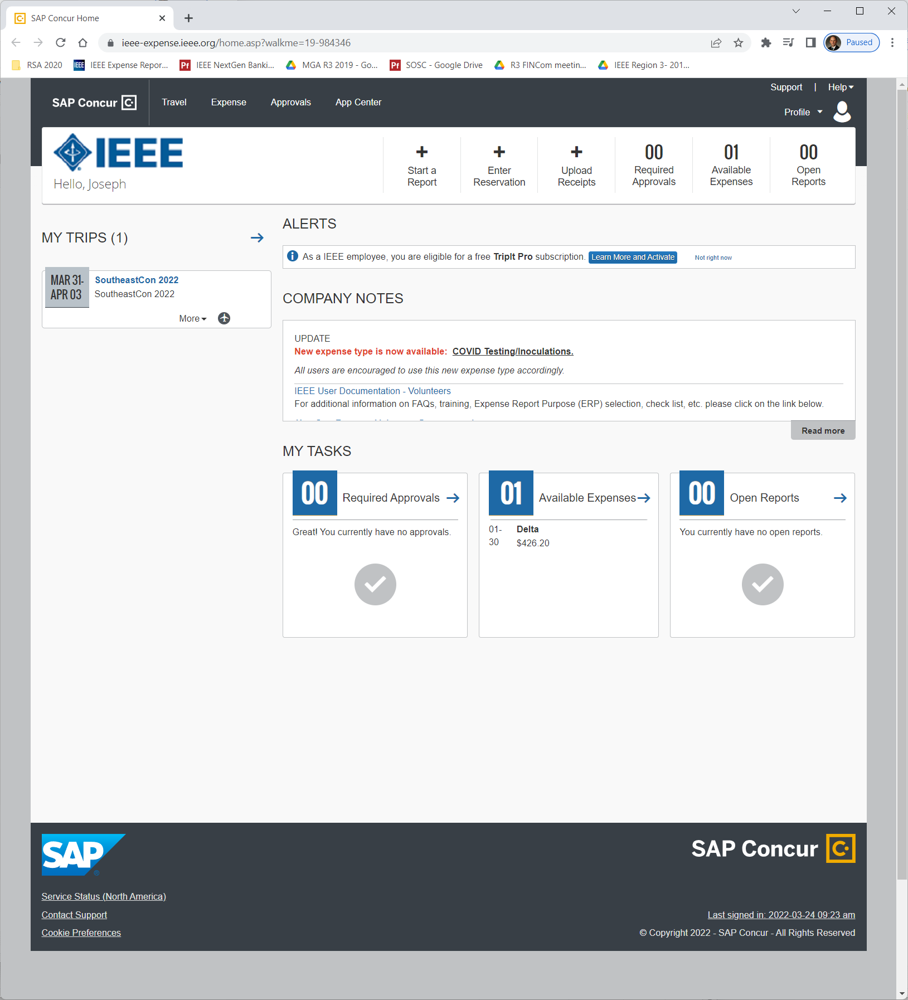 SAP Concur Home
ieee-expense.ieee.org/home.asp?walkme=19-984346
Paused
RSA 2020
IEEE
IEEE Expense Repor...
Pf
IEEE NextGen Banki...
MGA R3 2019 - Go...
Pf
SOSC - Google Drive
R3 FINCom meetin...
IEEE Region 3- 201...
Support | Help
SAP Concur
Travel
Expense
Approvals
App Center
Profile
IEEE
Hello, Joseph
+
Start a
Report
+
Enter
Reservation
+
Upload
Receipts
00
Required
Approvals
01
Available
Expenses
00
Open
Reports
MY TRIPS (1)
MAR 31-
APR 03
SoutheastCon 2022
SoutheastCon 2022
More
ALERTS
As a IEEE employee, you are eligible for a free TripIt Pro subscription. Learn More and Activate Not right now
COMPANY NOTES
UPDATE
New expense type is now available: COVID Testing/Inoculations.
All users are encouraged to use this new expense type accordingly.
IEEE User Documentation - Volunteers
For additional information on FAQs, training, Expense Report Purpose (ERP) selection, check list, etc. please click on the link below.
Read more
MY TASKS
00
Required Approvals
Great! You currently have no approvals.
01
Available Expenses
01-
30
Delta
$426.20
00
Open Reports
You currently have no open reports.
SAP
SAP Concur
Service Status (North America)
Contact Support
Cookie Preferences
Last signed in: 2022-03-24 09:23 am
© Copyright 2022 - SAP Concur - All Rights Reserved